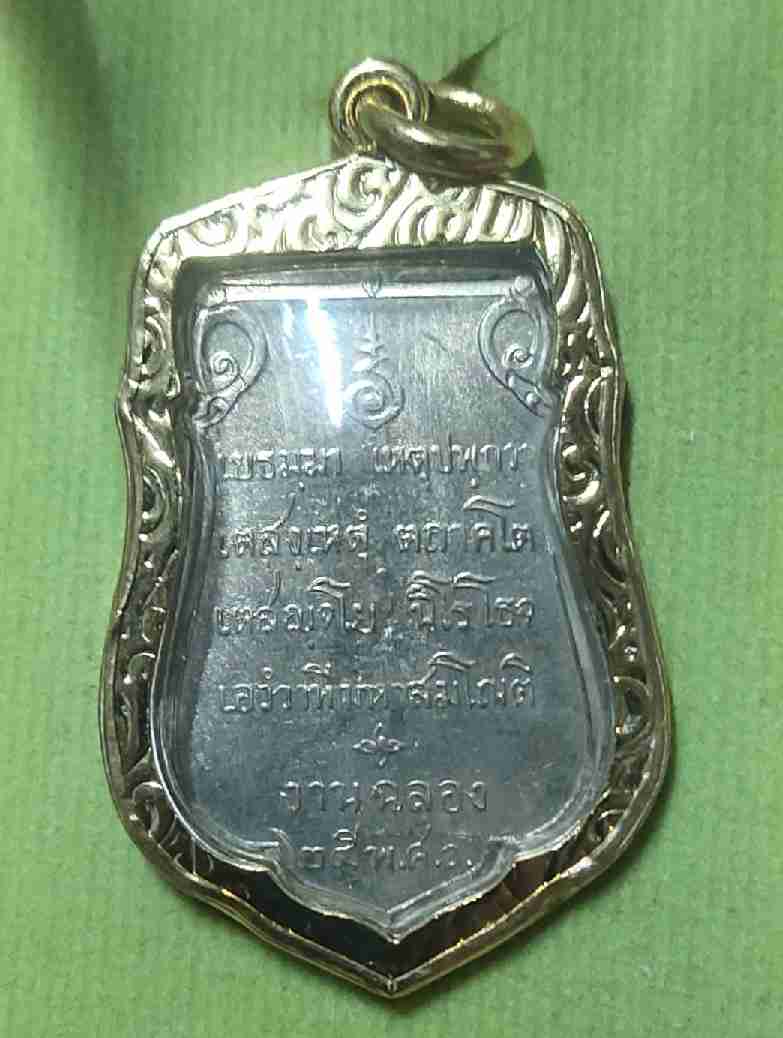 เยธมฺมา เหตุปฺปภวา
เตสํเหตุํ ตถาคโต
เตสญฺจโย นิโรโธจ
เอวํวาทีมหาสมโณติ
งานฉลอง
๒๕ พ.ศ.ว.